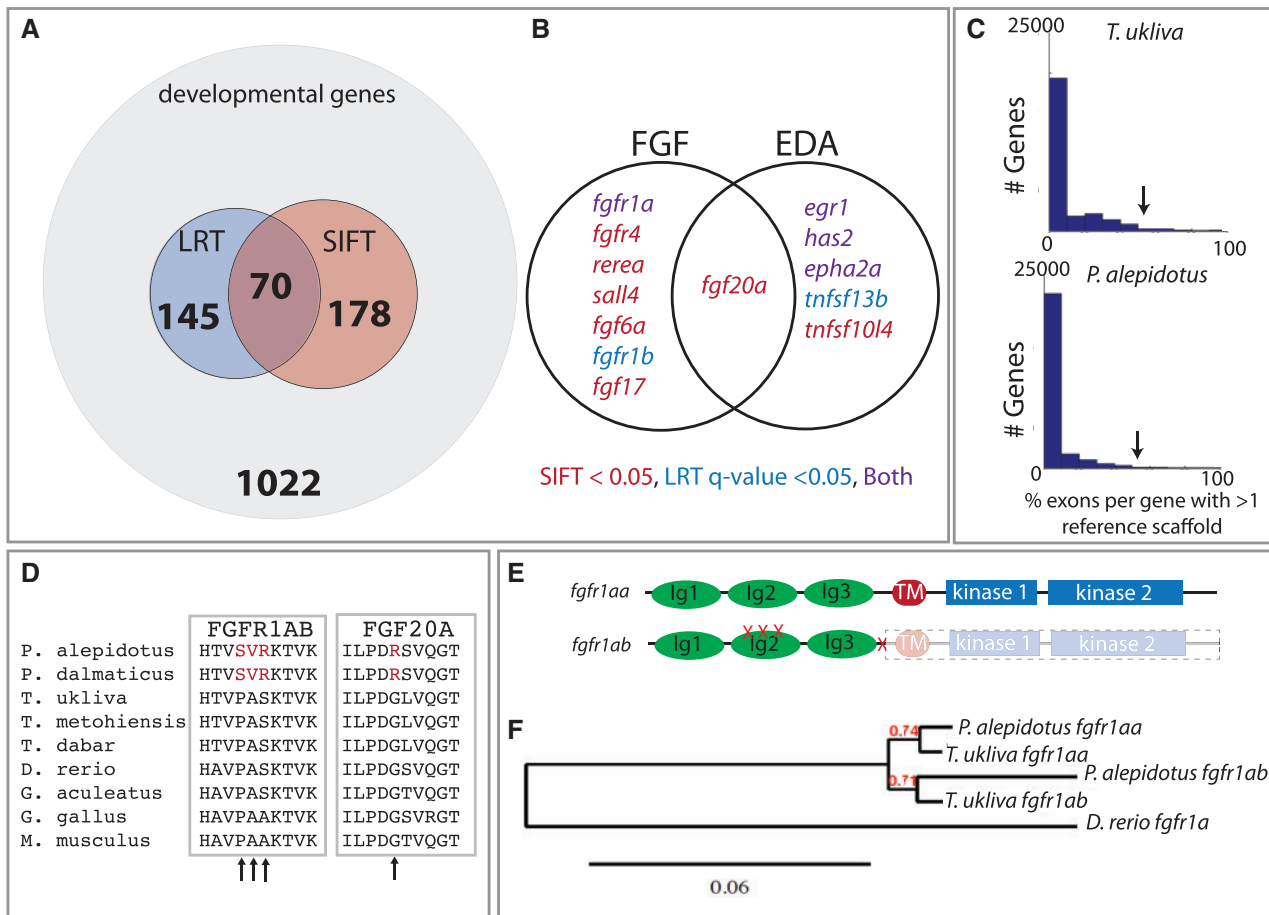 A
developmental genes
LRT
SIFT
145
70
178
1022
B
FGF
EDA
fgfr1a
fgfr4
rerea
sall4
fgf6a
fgfr1b
fgf17
fgf20a
egr1
has2
epha2a
tnfsf13b
tnfsf10l4
SIFT < 0.05, LRT q-value <0.05, Both
C
25000
T. ukliva
# Genes
0
100
25000
P. alepidotus
# Genes
0
100
% exons per gene with >1
reference scaffold
D
FGFR1AB FGF20A
P. alepidotus HTVSVRKTVK ILPDRSVQGT
P. dalmaticus HTVSVRKTVK ILPDRSVQGT
T. ukliva HTVPASKTVK ILPDGLVQGT
T. metohiensis HTVPASKTVK ILPDGLVQGT
T. dabar HTVPASKTVK ILPDGLVQGT
D. rerio HAVPASKTVK ILPDGSVQGT
G. aculeatus HAVPASKTVK ILPDGTVQGT
G. gallus HAVPAAKTVK ILPDGSVRGT
M. musculus HAVPAAKTVK ILPDGTVQGT
E
fgfr1aa Ig1 Ig2 Ig3 TM kinase 1 kinase 2
X X X
fgfr1ab Ig1 Ig2 Ig3 X TM kinase 1 kinase 2
F
0.74
P. alepidotus fgfr1aa
T. ukliva fgfr1aa
0.71
P. alepidotus fgfr1ab
T. ukliva fgfr1ab
D. rerio fgfr1a
0.06